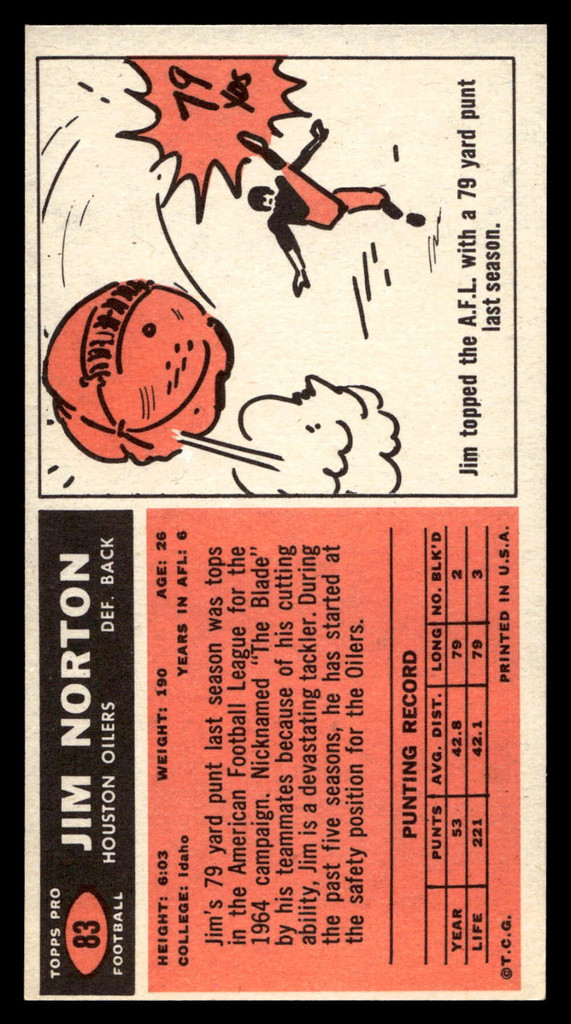 TOPPS PRO
83
FOOTBALL
JIM NORTON
HOUSTON OILERS DEF. BACK
HEIGHT: 6:03 WEIGHT: 190 AGE: 26
COLLEGE: Idaho YEARS IN AFL: 6
Jim's 79 yard punt last season was tops
in the American Football League for the
1964 campaign. Nicknamed "The Blade"
by his teammates because of his cutting
ability, Jim is a devastating tackler. During
the past five seasons, he has started at
the safety position for the Oilers.
PUNTING RECORD
PUNTS AVG. DIST. LONG NO. BLK'D
YEAR 53 42.8 79 2
LIFE 221 42.1 79 3
©T.C.G. PRINTED IN U.S.A.
79
YDS
Jim topped the A.F.L. with a 79 yard punt
last season.